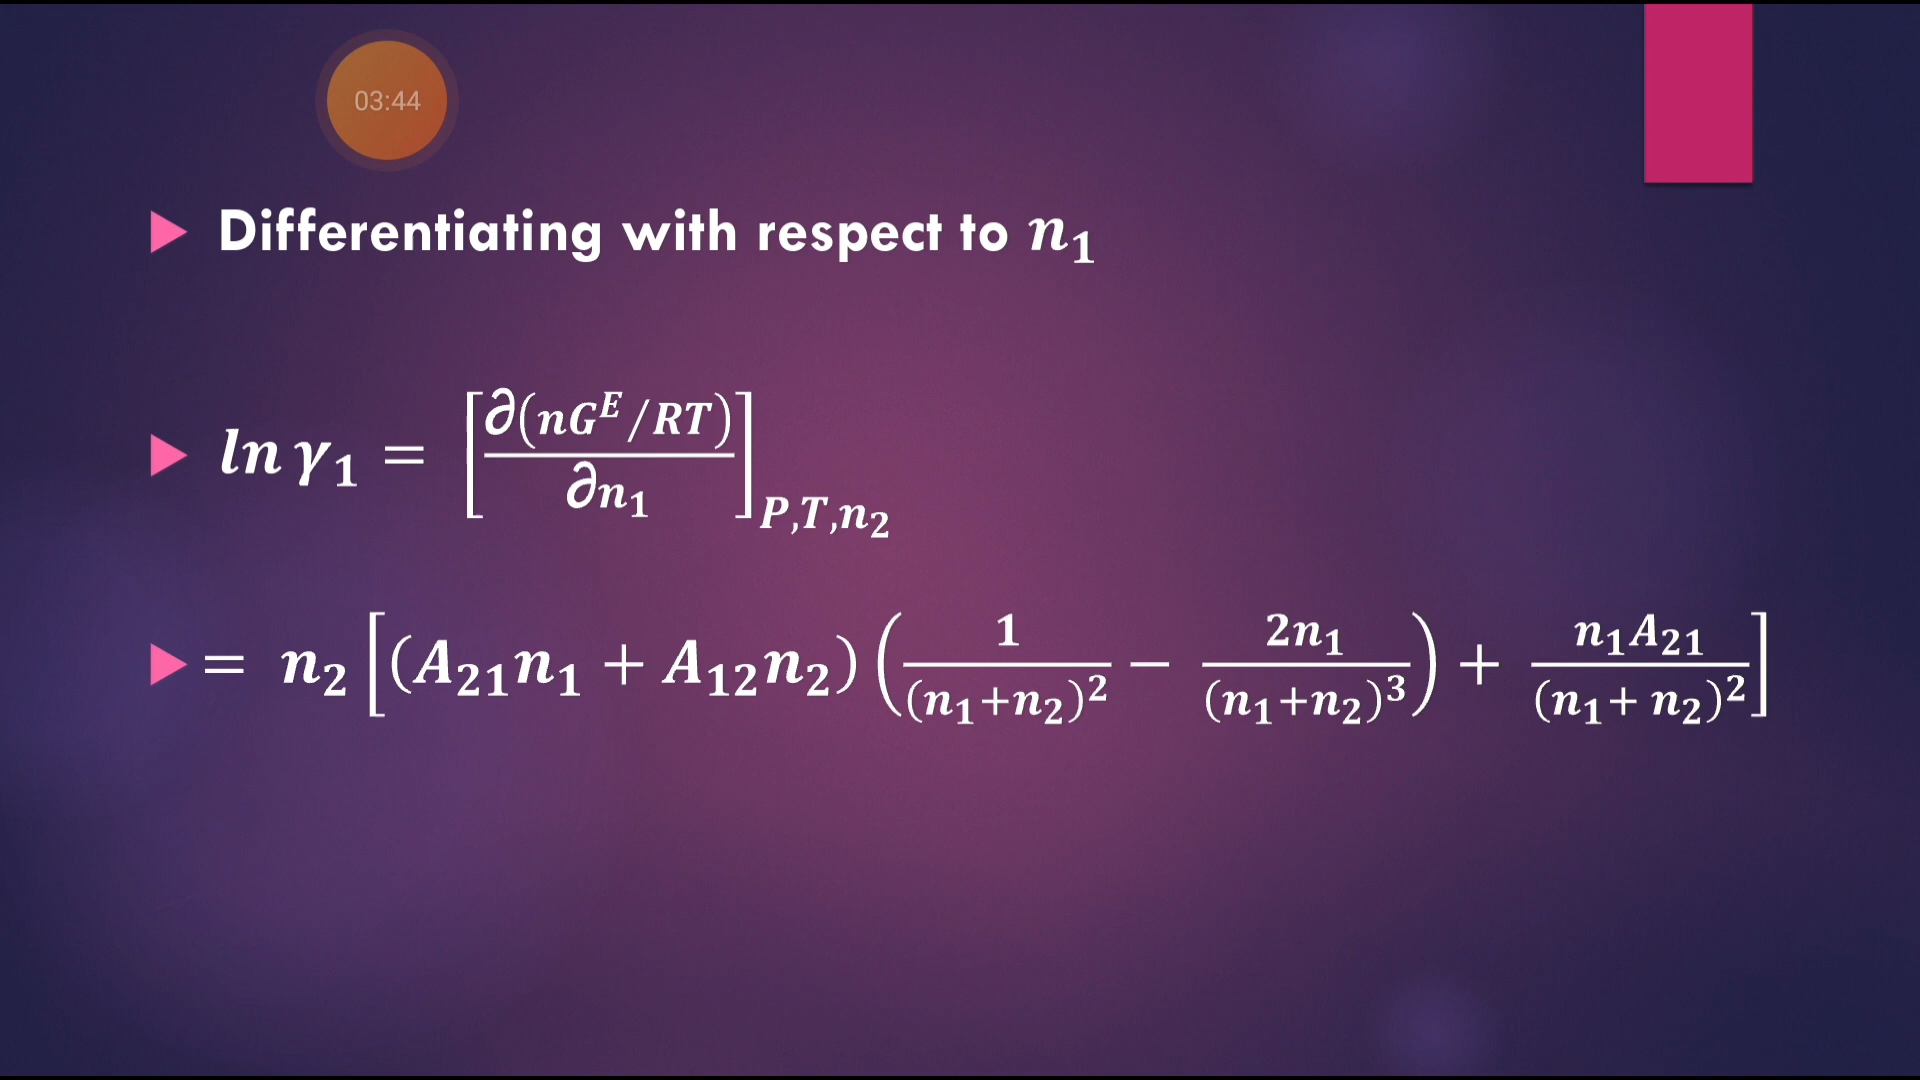 03:44
Differentiating with respect to n₁
ln γ₁ = [∂(nGᴱ/RT)/∂n₁]P,T,n₂
= n₂ [(A₂₁n₁ + A₁₂n₂) (1/(n₁+n₂)² − 2n₁/(n₁+n₂)³) + n₁A₂₁/(n₁+ n₂)²]